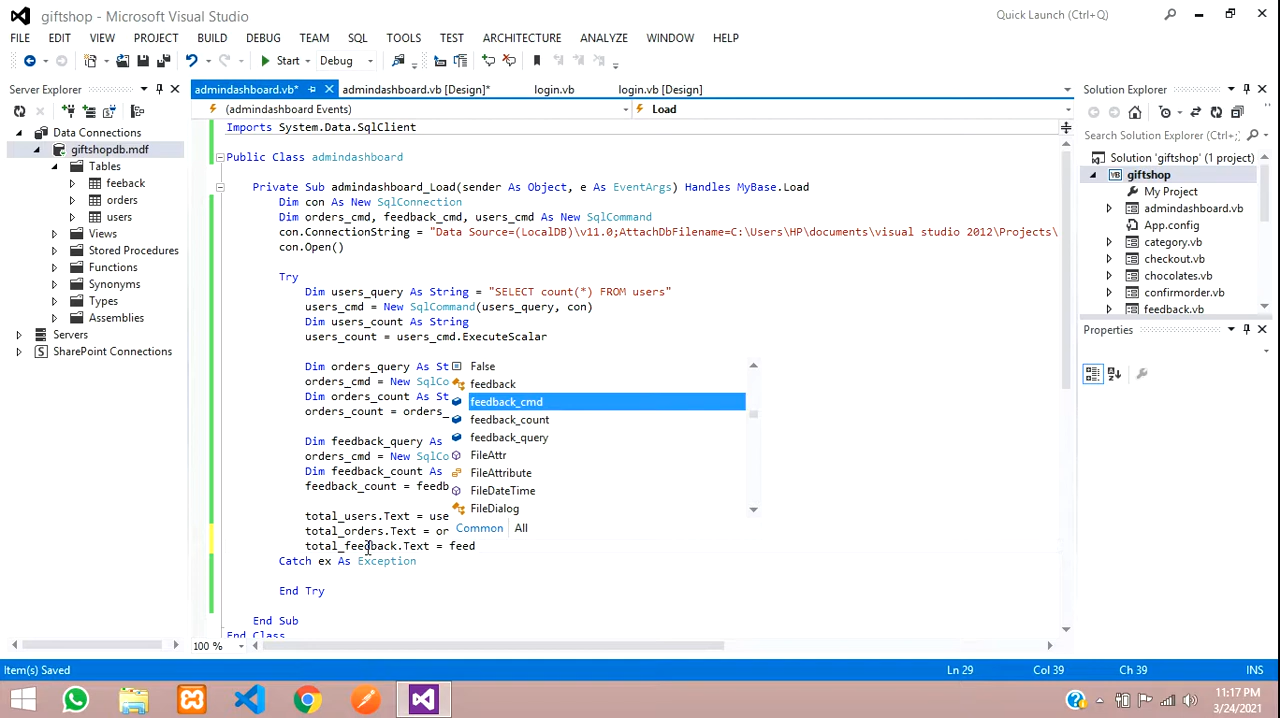 giftshop - Microsoft Visual Studio
Quick Launch (Ctrl+Q)
FILE EDIT VIEW PROJECT BUILD DEBUG TEAM SQL TOOLS TEST ARCHITECTURE ANALYZE WINDOW HELP
Start Debug
Server Explorer
admindashboard.vb* admindashboard.vb [Design]* login.vb login.vb [Design]
Solution Explorer
(admindashboard Events) Load
Data Connections
giftshopdb.mdf
Tables
feeback
orders
users
Views
Stored Procedures
Functions
Synonyms
Types
Assemblies
Servers
SharePoint Connections
Imports System.Data.SqlClient
Public Class admindashboard
Private Sub admindashboard_Load(sender As Object, e As EventArgs) Handles MyBase.Load
Dim con As New SqlConnection
Dim orders_cmd, feedback_cmd, users_cmd As New SqlCommand
con.ConnectionString = "Data Source=(LocalDB)\v11.0;AttachDbFilename=C:\Users\HP\documents\visual studio 2012\Projects\
con.Open()
Try
Dim users_query As String = "SELECT count(*) FROM users"
users_cmd = New SqlCommand(users_query, con)
Dim users_count As String
users_count = users_cmd.ExecuteScalar
Dim orders_query As St
orders_cmd = New SqlCo
Dim orders_count As St
orders_count = orders_
Dim feedback_query As
orders_cmd = New SqlCo
Dim feedback_count As
feedback_count = feedb
total_users.Text = use
total_orders.Text = or
total_feedback.Text = feed
Catch ex As Exception
End Try
End Sub
End Class
False
feedback
feedback_cmd
feedback_count
feedback_query
FileAttr
FileAttribute
FileDateTime
FileDialog
Common All
100 %
Search Solution Explorer (Ctrl+;)
Solution 'giftshop' (1 project)
giftshop
My Project
admindashboard.vb
App.config
category.vb
checkout.vb
chocolates.vb
confirmorder.vb
feedback.vb
Properties
Item(s) Saved
Ln 29 Col 39 Ch 39 INS
11:17 PM
3/24/2021